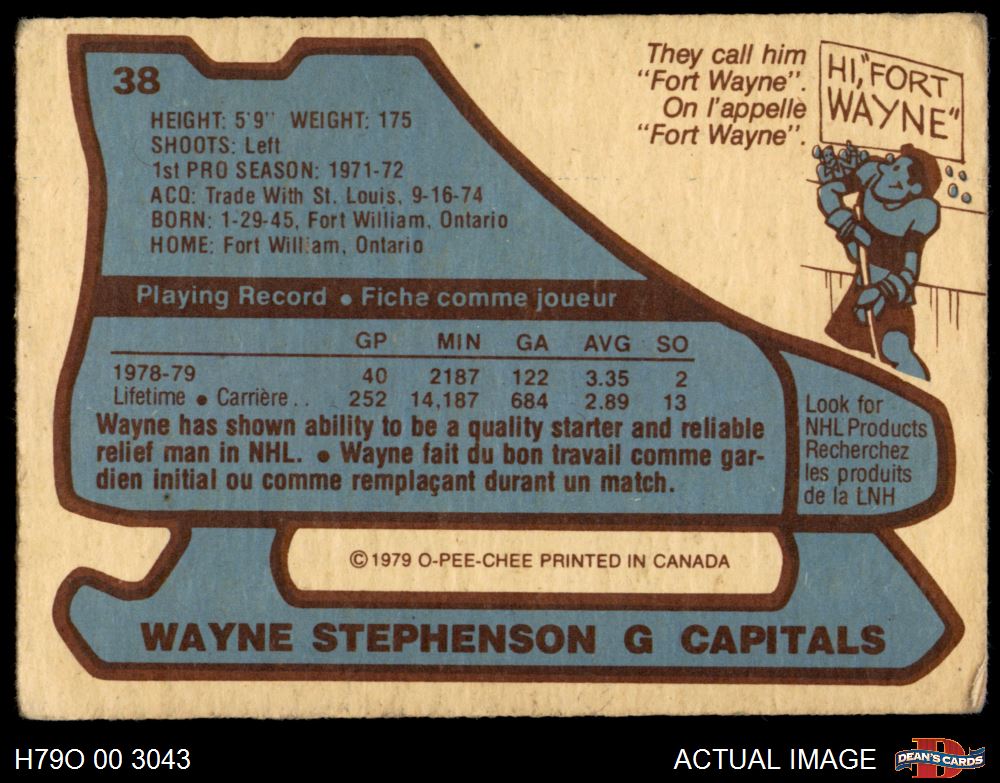 38
HEIGHT: 5'9" WEIGHT: 175
SHOOTS: Left
1st PRO SEASON: 1971-72
ACQ: Trade With St. Louis, 9-16-74
BORN: 1-29-45, Fort William, Ontario
HOME: Fort William, Ontario
They call him
"Fort Wayne".
On l'appelle
"Fort Wayne".
HI, "FORT
WAYNE"
Playing Record • Fiche comme joueur
GP MIN GA AVG SO
1978-79 40 2187 122 3.35 2
Lifetime • Carrière . . 252 14,187 684 2.89 13
Wayne has shown ability to be a quality starter and reliable
relief man in NHL. • Wayne fait du bon travail comme gar-
dien initial ou comme remplaçant durant un match.
Look for
NHL Products
Recherchez
les produits
de la LNH
© 1979 O-PEE-CHEE PRINTED IN CANADA
WAYNE STEPHENSON G CAPITALS
H79O 00 3043
ACTUAL IMAGE
D
DEAN'S CARDS